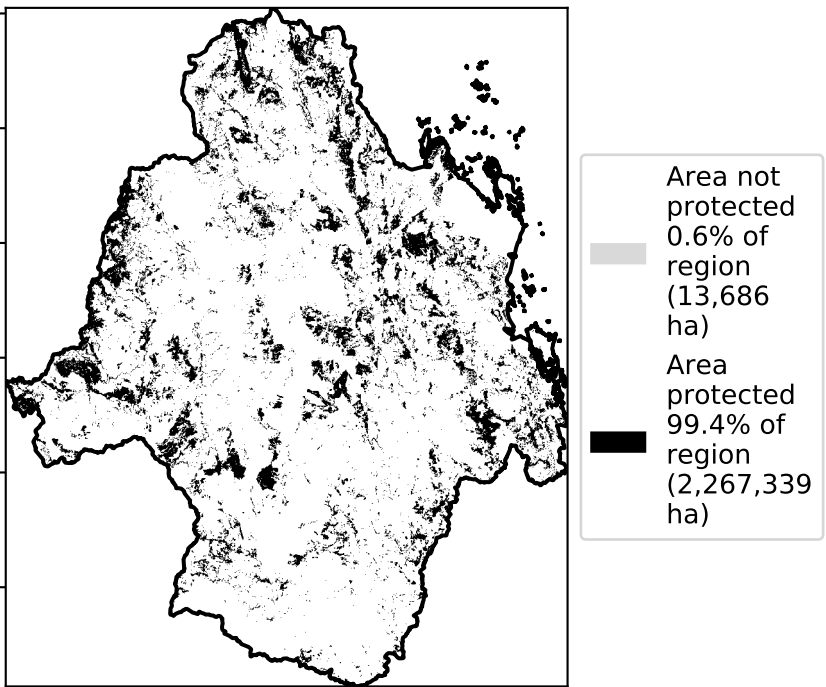 Area not
protected
0.6% of
region
(13,686
ha)
Area
protected
99.4% of
region
(2,267,339
ha)